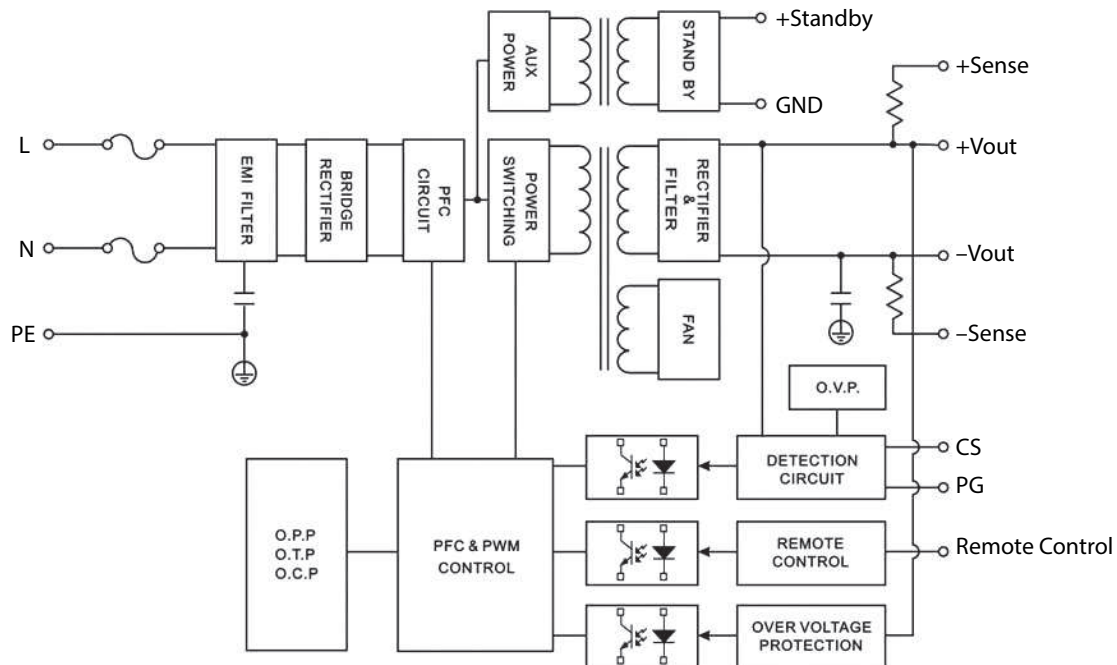 +Standby
AUX
POWER
STAND BY
+Sense
GND
L
EMI FILTER
BRIDGE
RECTIFIER
PFC
CIRCUIT
POWER
SWITCHING
RECTIFIER
&
FILTER
+Vout
N
–Vout
FAN
PE
–Sense
O.V.P.
DETECTION
CIRCUIT
CS
PG
O.P.P
O.T.P
O.C.P
PFC & PWM
CONTROL
REMOTE
CONTROL
Remote Control
OVER VOLTAGE
PROTECTION